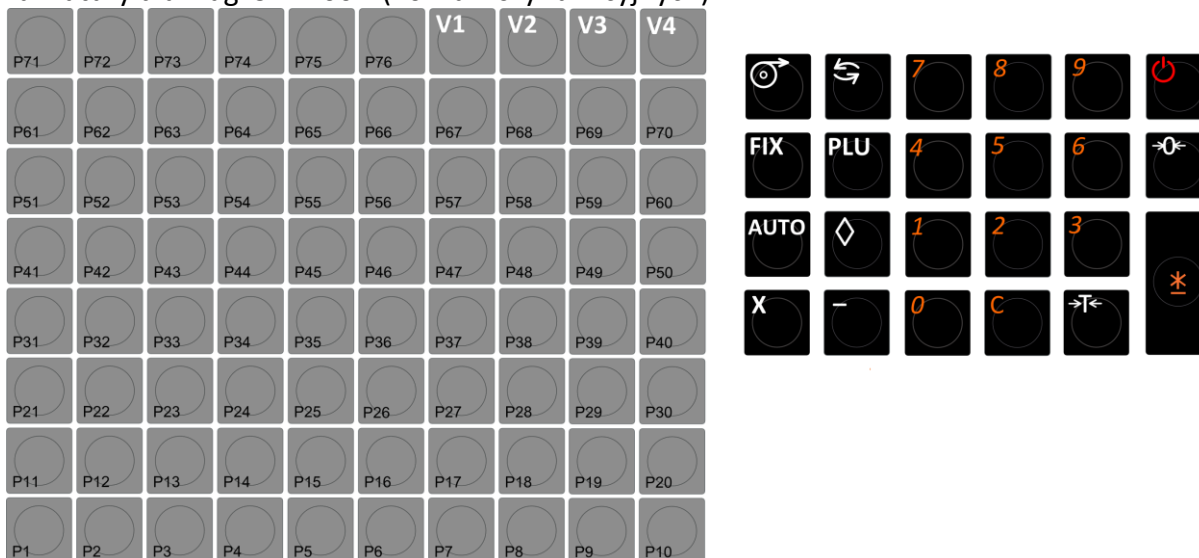 V1 V2 V3 V4
P71 P72 P73 P74 P75 P76
P61 P62 P63 P64 P65 P66 P67 P68 P69 P70
P51 P52 P53 P54 P55 P56 P57 P58 P59 P60
P41 P42 P43 P44 P45 P46 P47 P48 P49 P50
P31 P32 P33 P34 P35 P36 P37 P38 P39 P40
P21 P22 P23 P24 P25 P26 P27 P28 P29 P30
P11 P12 P13 P14 P15 P16 P17 P18 P19 P20
P1 P2 P3 P4 P5 P6 P7 P8 P9 P10
7 8 9
FIX PLU 4 5 6 →0←
AUTO 1 2 3
X - 0 C →T← *